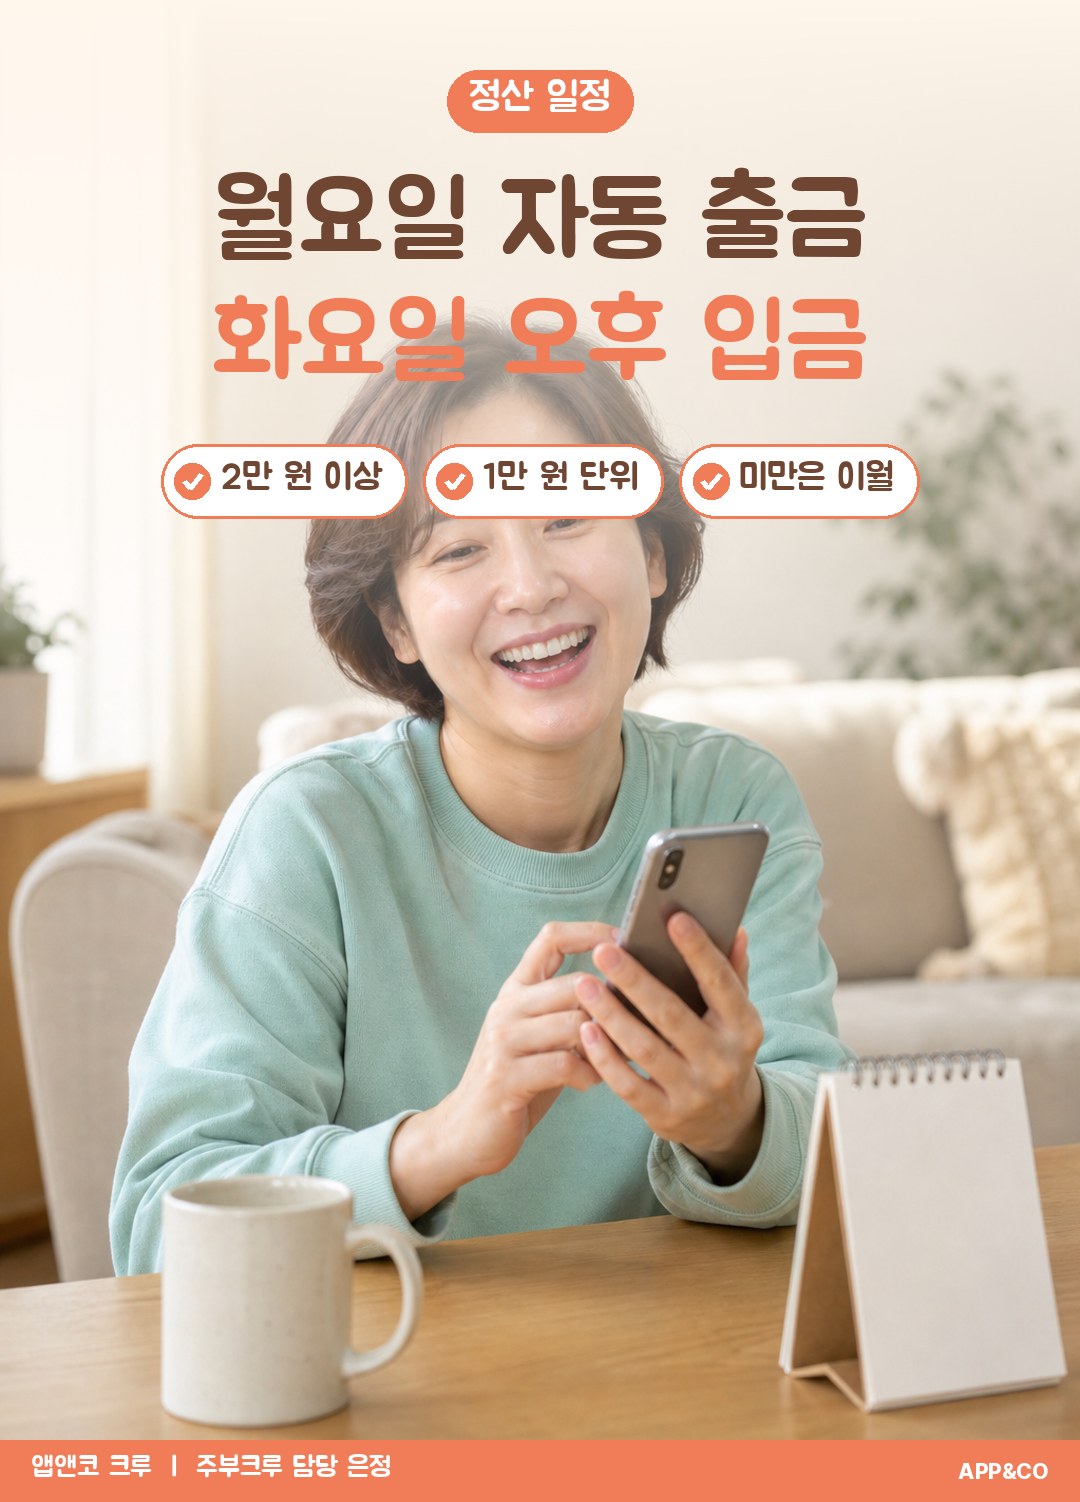 정산 일정
월요일 자동 출금
화요일 오후 입금
2만 원 이상
1만 원 단위
미만은 이월
앱앤코 크루 | 주부크루 담당 은정
APP&CO